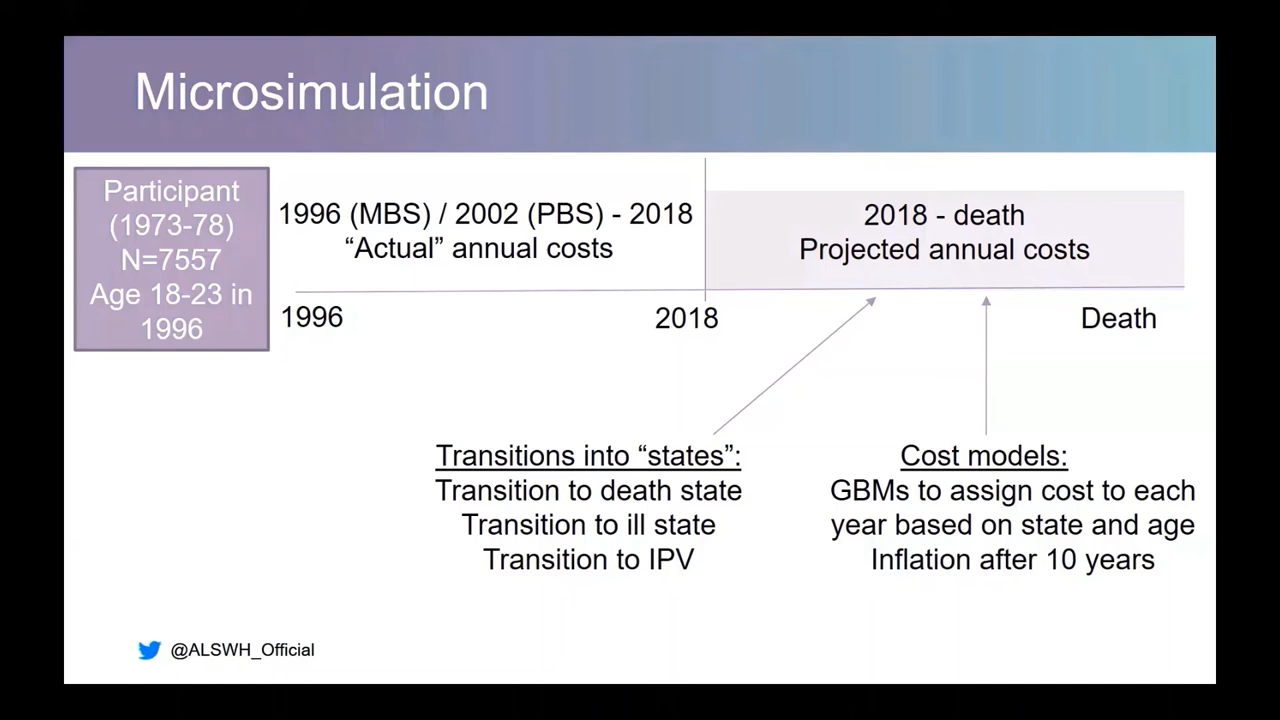 Microsimulation
Participant
(1973-78)
N=7557
Age 18-23 in
1996
1996 (MBS) / 2002 (PBS) - 2018
“Actual” annual costs
2018 - death
Projected annual costs
1996
2018
Death
Transitions into “states”:
Transition to death state
Transition to ill state
Transition to IPV
Cost models:
GBMs to assign cost to each
year based on state and age
Inflation after 10 years
@ALSWH_Official